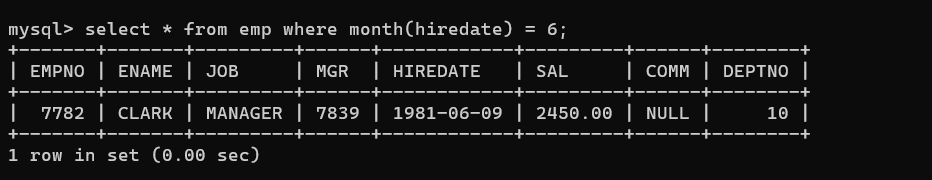 mysql> select * from emp where month(hiredate) = 6;
+-------+-------+---------+------+------------+---------+------+--------+
| EMPNO | ENAME | JOB     | MGR  | HIREDATE   | SAL     | COMM | DEPTNO |
+-------+-------+---------+------+------------+---------+------+--------+
|  7782 | CLARK | MANAGER | 7839 | 1981-06-09 | 2450.00 | NULL |     10 |
+-------+-------+---------+------+------------+---------+------+--------+
1 row in set (0.00 sec)